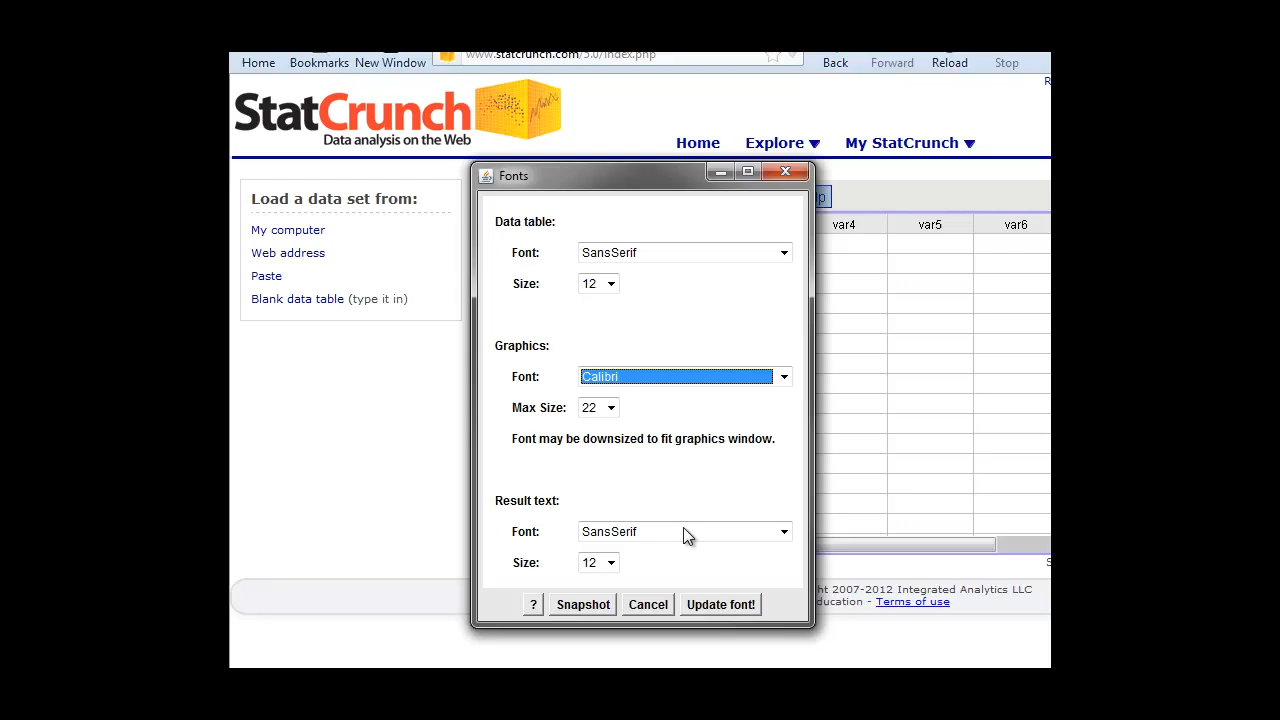 www.statcrunch.com/5.0/index.php
Home Bookmarks New Window Back Forward Reload Stop
StatCrunch
Data analysis on the Web
Home Explore My StatCrunch
Fonts
Load a data set from:
My computer
Web address
Paste
Blank data table (type it in)
var4 var5 var6
Data table:
Font: SansSerif
Size: 12
Graphics:
Font: Calibri
Max Size: 22
Font may be downsized to fit graphics window.
Result text:
Font: SansSerif
Size: 12
? Snapshot Cancel Update font!
2007-2012 Integrated Analytics LLC
Terms of use